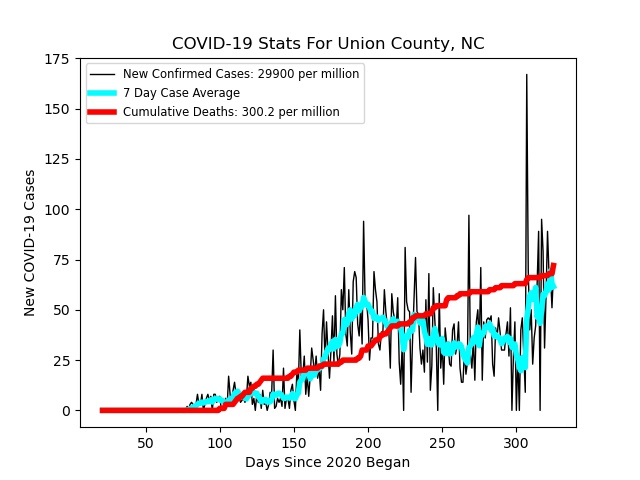 COVID-19 Stats For Union County, NC
New Confirmed Cases: 29900 per million
7 Day Case Average
Cumulative Deaths: 300.2 per million
New COVID-19 Cases
175
150
125
100
75
50
25
0
50
100
150
200
250
300
Days Since 2020 Began